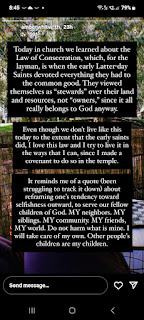 8:48
84%
23h
Today in church we learned about the
Law of Consecration, which, for the
layman, is when the early Latter-day
Saints devoted everything they had to
the common good. They viewed
themselves as "stewards" over their land
and resources, not "owners," since it all
really belongs to God anyway.
Even though we don't live like this
today to the extent that the early saints
did, I love this law and I try to live it in
the ways that I can, since I made a
covenant to do so in the temple.
It reminds me of a quote (been
struggling to track it down) about
reframing one's tendency toward
selfishness outward, to serve our fellow
children of God. MY neighbors. MY
siblings. MY community MY friends,
MY world. Do not harm what is mine. I
will take care of my own. Other people's
children are my children.
Send message...